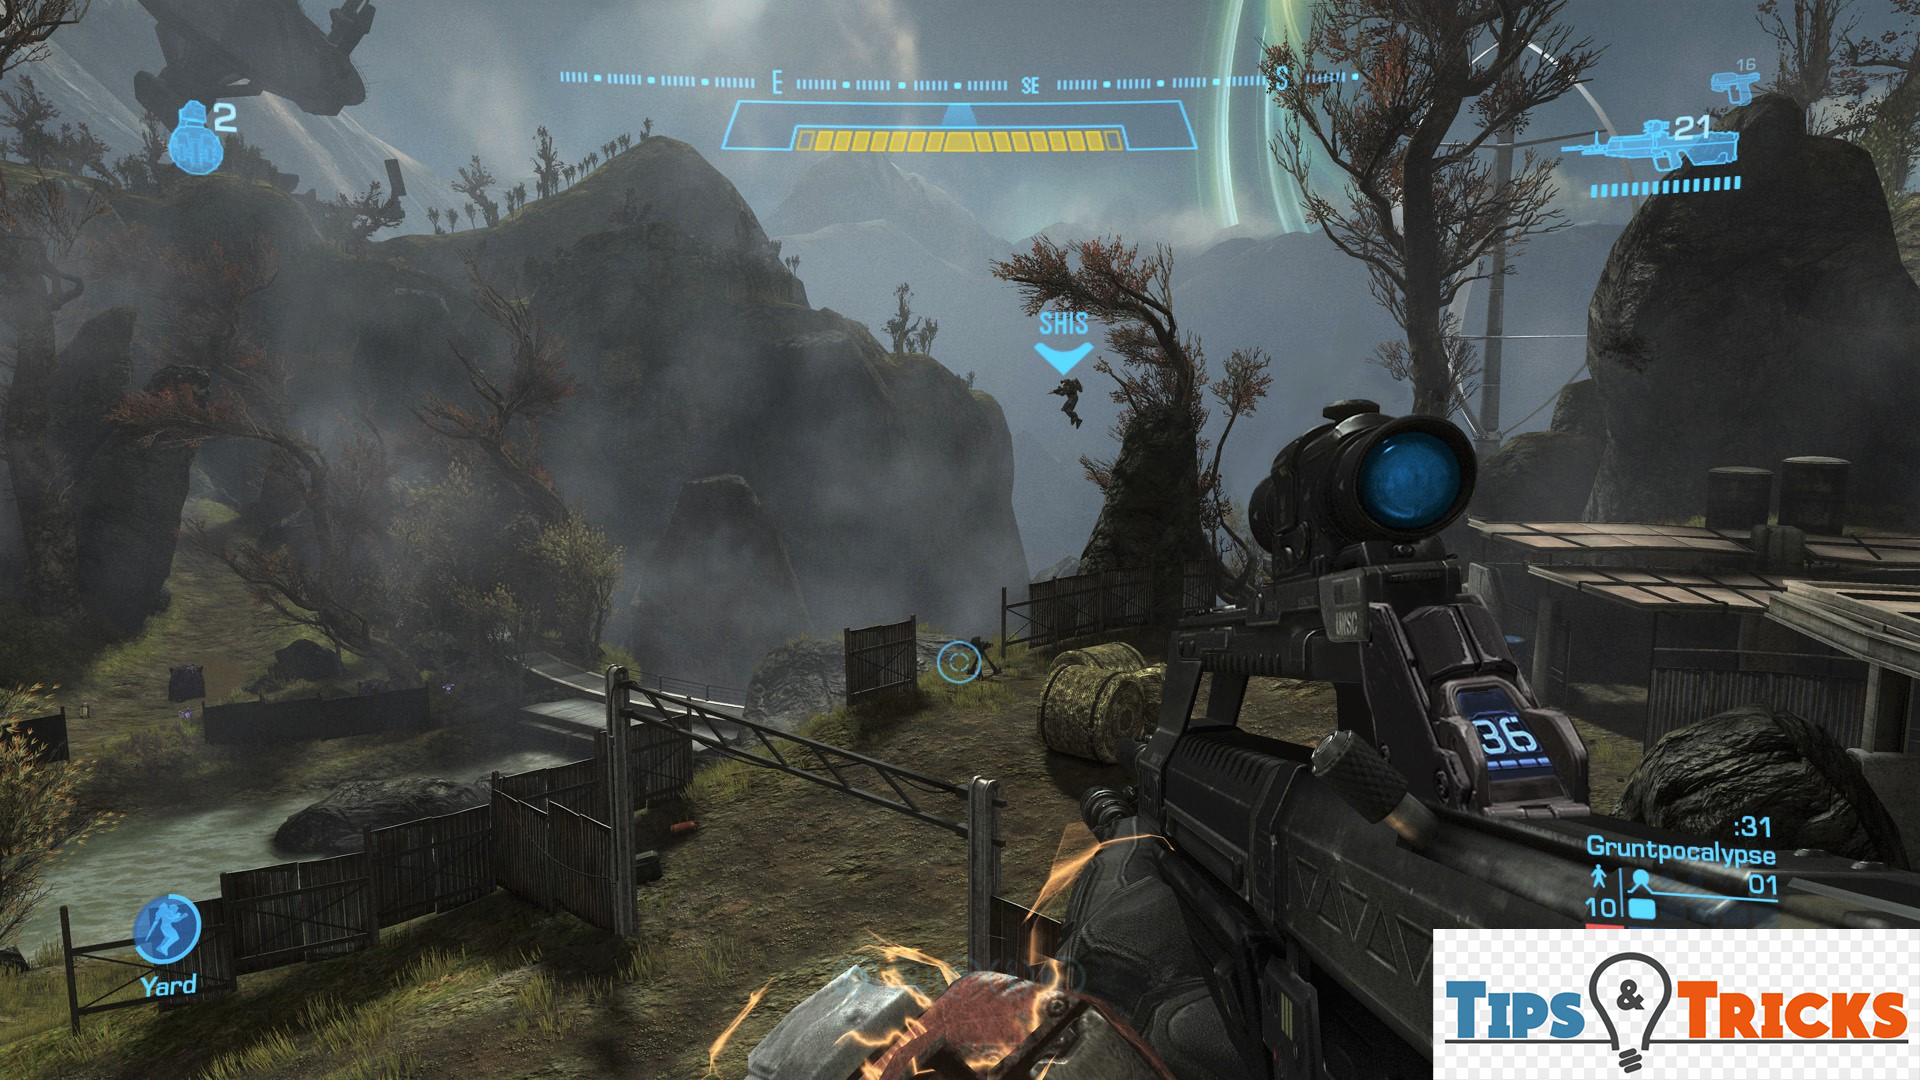 E SE S
2
16
21
SHIS
UNSC
36
:31
Gruntpocalypse
01
10
Yard
TIPS & TRICKS